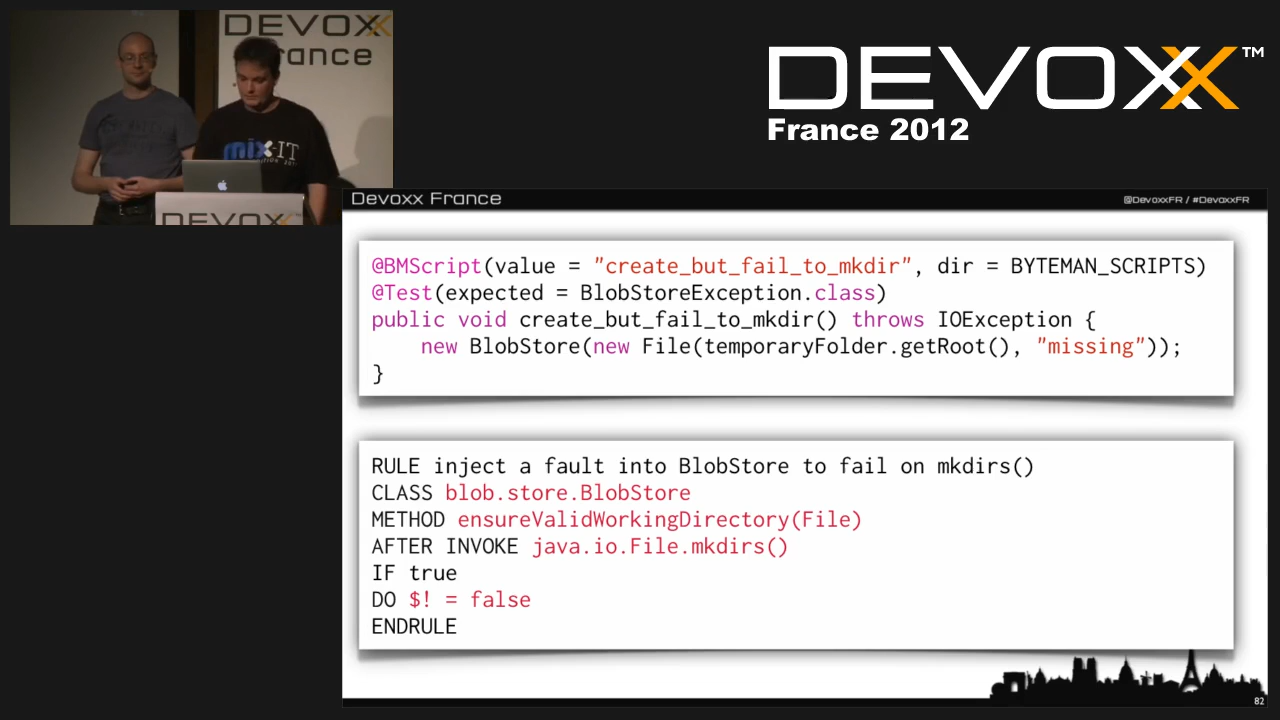 DEVOXX
France
mix-IT
DEVOXX
DEVOXX™
France 2012
Devoxx France
@DevoxxFR / #DevoxxFR
@BMScript(value = "create_but_fail_to_mkdir", dir = BYTEMAN_SCRIPTS)
@Test(expected = BlobStoreException.class)
public void create_but_fail_to_mkdir() throws IOException {
new BlobStore(new File(temporaryFolder.getRoot(), "missing"));
}
RULE inject a fault into BlobStore to fail on mkdirs()
CLASS blob.store.BlobStore
METHOD ensureValidWorkingDirectory(File)
AFTER INVOKE java.io.File.mkdirs()
IF true
DO $! = false
ENDRULE
82